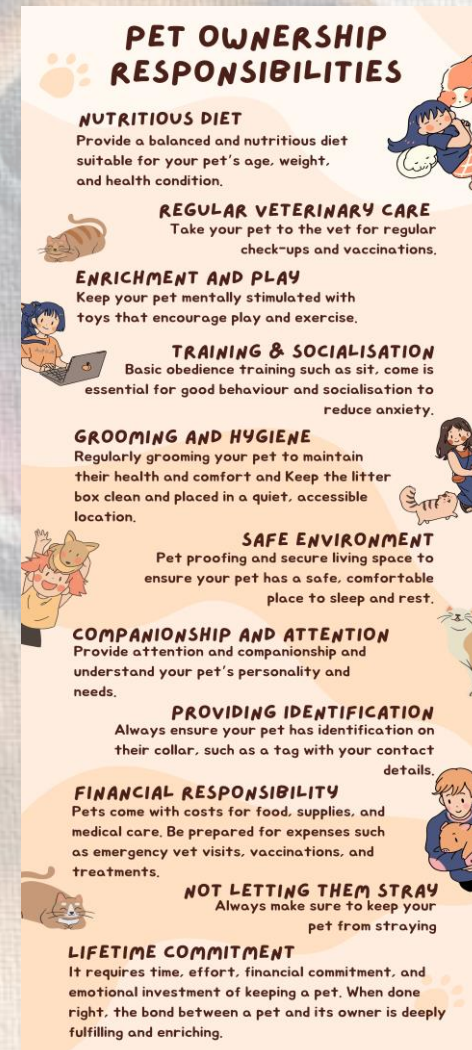 PET OWNERSHIP
RESPONSIBILITIES
NUTRITIOUS DIET
Provide a balanced and nutritious diet
suitable for your pet's age, weight,
and health condition.
REGULAR VETERINARY CARE
Take your pet to the vet for regular
check-ups and vaccinations.
ENRICHMENT AND PLAY
Keep your pet mentally stimulated with
toys that encourage play and exercise.
TRAINING & SOCIALISATION
Basic obedience training such as sit, come is
essential for good behaviour and socialisation to
reduce anxiety.
GROOMING AND HYGIENE
Regularly grooming your pet to maintain
their health and comfort and Keep the litter
box clean and placed in a quiet, accessible
location.
SAFE ENVIRONMENT
Pet proofing and secure living space to
ensure your pet has a safe, comfortable
place to sleep and rest.
COMPANIONSHIP AND ATTENTION
Provide attention and companionship and
understand your pet's personality and
needs.
PROVIDING IDENTIFICATION
Always ensure your pet has identification on
their collar, such as a tag with your contact
details.
FINANCIAL RESPONSIBILITY
Pets come with costs for food, supplies, and
medical care. Be prepared for expenses such
as emergency vet visits, vaccinations, and
treatments.
NOT LETTING THEM STRAY
Always make sure to keep your
pet from straying
LIFETIME COMMITMENT
It requires time, effort, financial commitment, and
emotional investment of keeping a pet. When done
right, the bond between a pet and its owner is deeply
fulfilling and enriching.